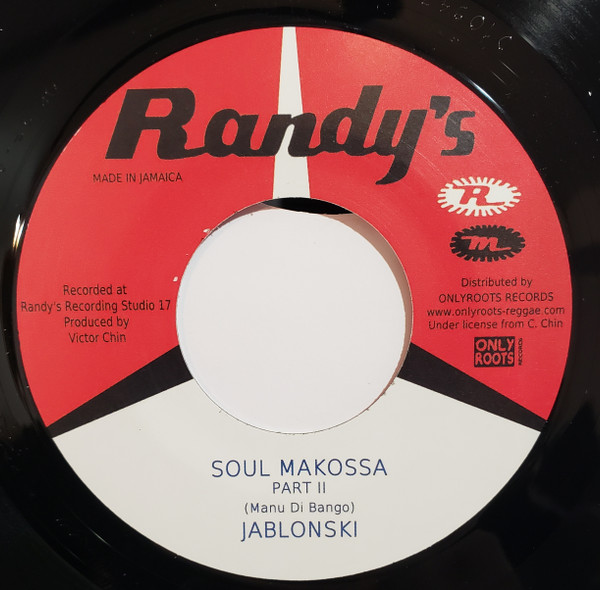 Randy's
MADE IN JAMAICA
R
M
Recorded at
Randy's Recording Studio 17
Produced by
Victor Chin
Distributed by
ONLYROOTS RECORDS
www.onlyroots-reggae.com
Under license from C. Chin
ONLY
ROOTS
RECORDS
SOUL MAKOSSA
PART II
(Manu Di Bango)
JABLONSKI